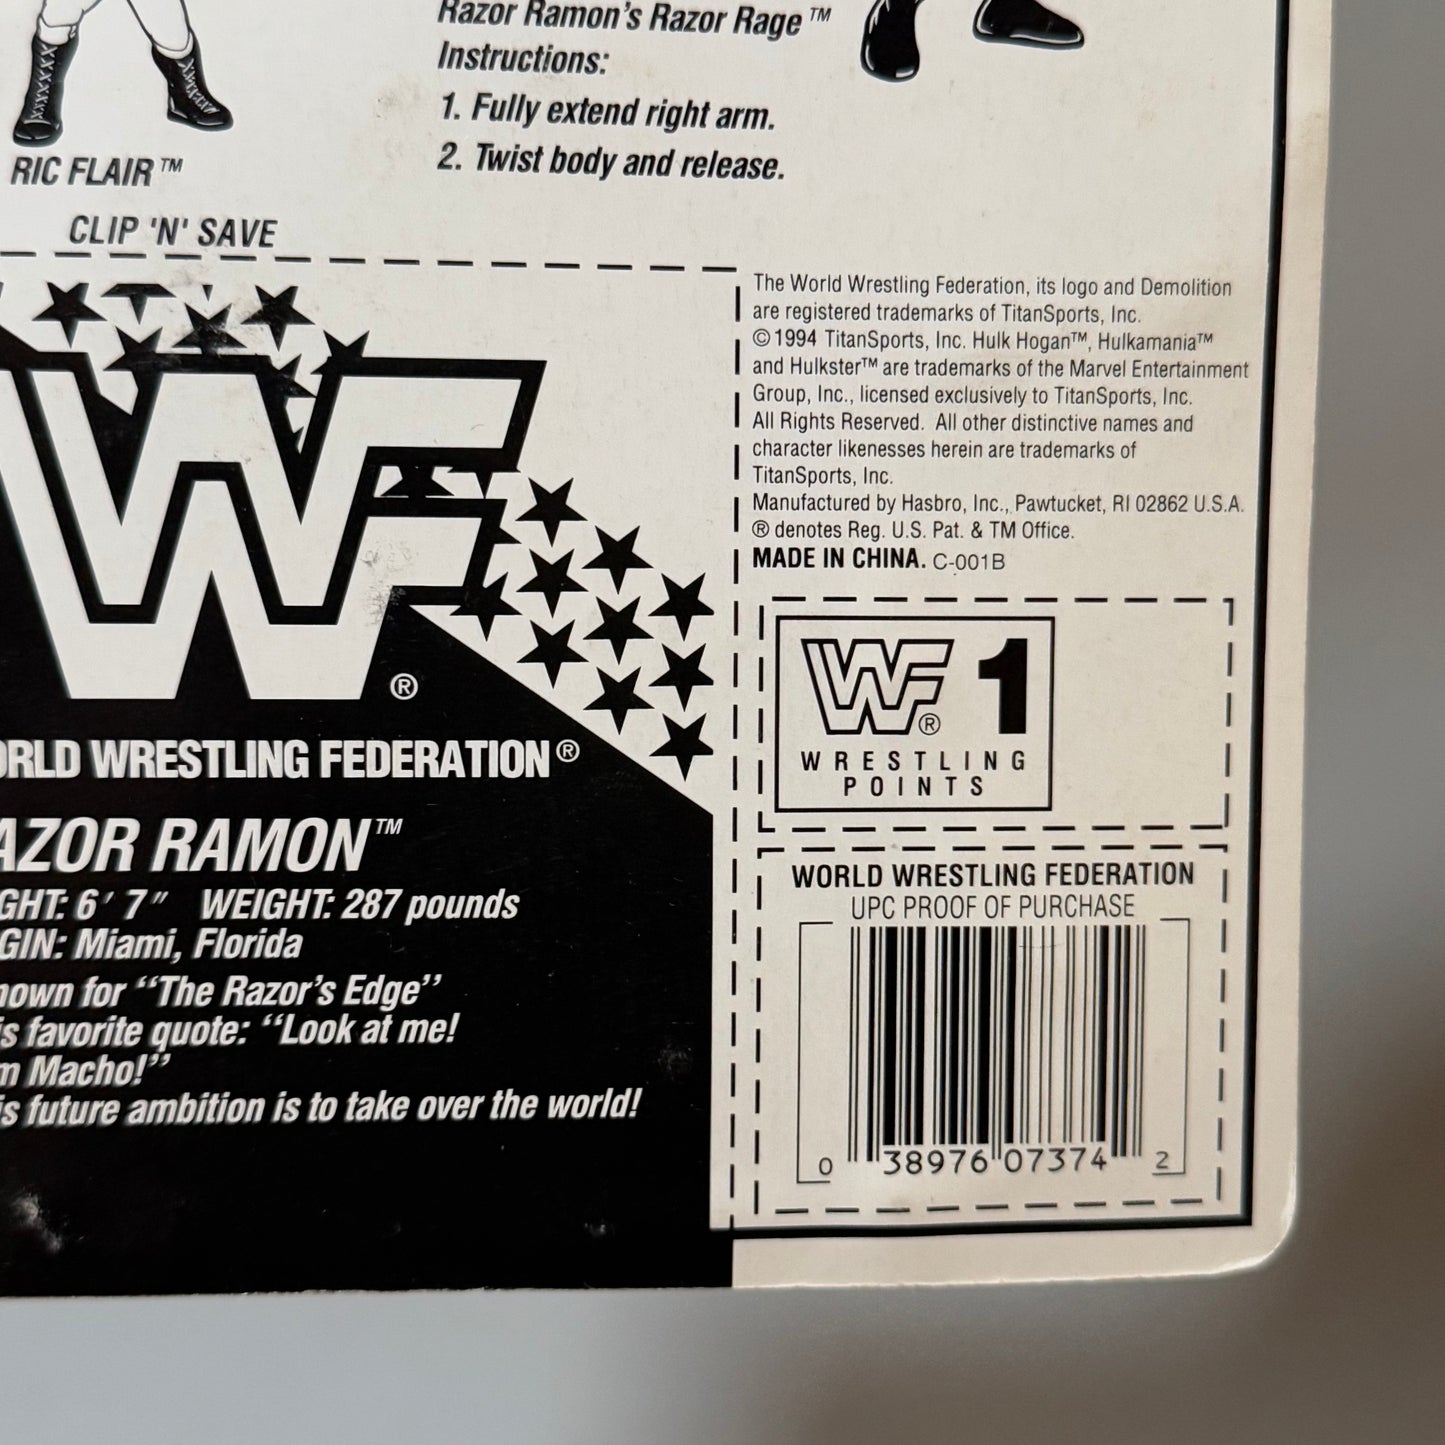 Razor Ramon's Razor Rage™
Instructions:
1. Fully extend right arm.
2. Twist body and release.
RIC FLAIR™
CLIP 'N' SAVE
The World Wrestling Federation, its logo and Demolition
are registered trademarks of TitanSports, Inc.
©1994 TitanSports, Inc. Hulk Hogan™, Hulkamania™
and Hulkster™ are trademarks of the Marvel Entertainment
Group, Inc., licensed exclusively to TitanSports, Inc.
All Rights Reserved. All other distinctive names and
character likenesses herein are trademarks of
TitanSports, Inc.
Manufactured by Hasbro, Inc., Pawtucket, RI 02862 U.S.A.
® denotes Reg. U.S. Pat. & TM Office.
MADE IN CHINA. C-001B
WF®
ORLD WRESTLING FEDERATION®
AZOR RAMON™
GHT: 6' 7" WEIGHT: 287 pounds
GIN: Miami, Florida
nown for "The Razor's Edge"
is favorite quote: "Look at me!
m Macho!"
is future ambition is to take over the world!
WF® 1
WRESTLING
POINTS
WORLD WRESTLING FEDERATION
UPC PROOF OF PURCHASE
0 38976 07374 2